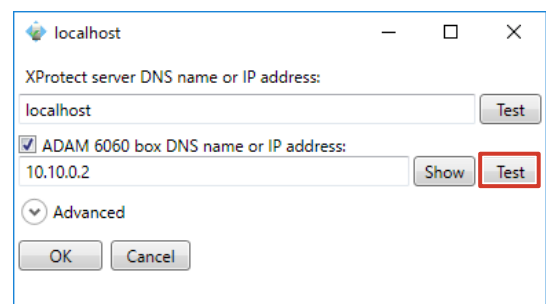 localhost
XProtect server DNS name or IP address:
localhost Test
ADAM 6060 box DNS name or IP address:
10.10.0.2 Show Test
Advanced
OK Cancel